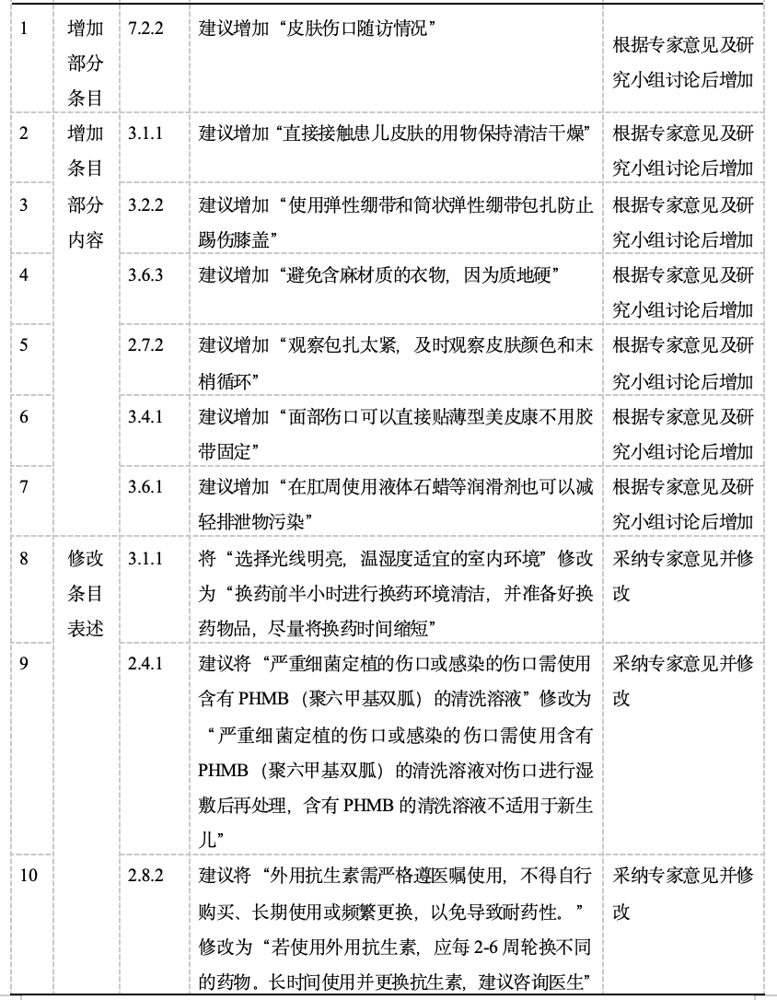 1 增加 7.2.2 建议增加“皮肤伤口随访情况” 根据专家意见及研
部分 究小组讨论后增加
条目
2 增加 3.1.1 建议增加“直接接触患儿皮肤的用物保持清洁干燥” 根据专家意见及研
条目 究小组讨论后增加
3 部分 3.2.2 建议增加“使用弹性绷带和筒状弹性绷带包扎防止 根据专家意见及研
内容 踢伤膝盖” 究小组讨论后增加
4 3.6.3 建议增加“避免含麻材质的衣物，因为质地硬” 根据专家意见及研
究小组讨论后增加
5 2.7.2 建议增加“观察包扎太紧，及时观察皮肤颜色和末 根据专家意见及研
梢循环” 究小组讨论后增加
6 3.4.1 建议增加“面部伤口可以直接贴薄型美皮康不用胶 根据专家意见及研
带固定” 究小组讨论后增加
7 3.6.1 建议增加“在肛周使用液体石蜡等润滑剂也可以减 根据专家意见及研
轻排泄物污染” 究小组讨论后增加
8 修改 3.1.1 将“选择光线明亮，温湿度适宜的室内环境”修改 采纳专家意见并修
条目 为“换药前半小时进行换药环境清洁，并准备好换 改
表述 药物品，尽量将换药时间缩短”
9 2.4.1 建议将“严重细菌定植的伤口或感染的伤口需使用 采纳专家意见并修
含有 PHMB（聚六甲基双胍）的清洗溶液”修改为 改
“严重细菌定植的伤口或感染的伤口需使用含有
PHMB（聚六甲基双胍）的清洗溶液对伤口进行湿
敷后再处理，含有 PHMB 的清洗溶液不适用于新生
儿”
10 2.8.2 建议将“外用抗生素需严格遵医嘱使用，不得自行 采纳专家意见并修
购买、长期使用或频繁更换，以免导致耐药性。” 改
修改为“若使用外用抗生素，应每 2-6 周轮换不同
的药物。长时间使用并更换抗生素，建议咨询医生”